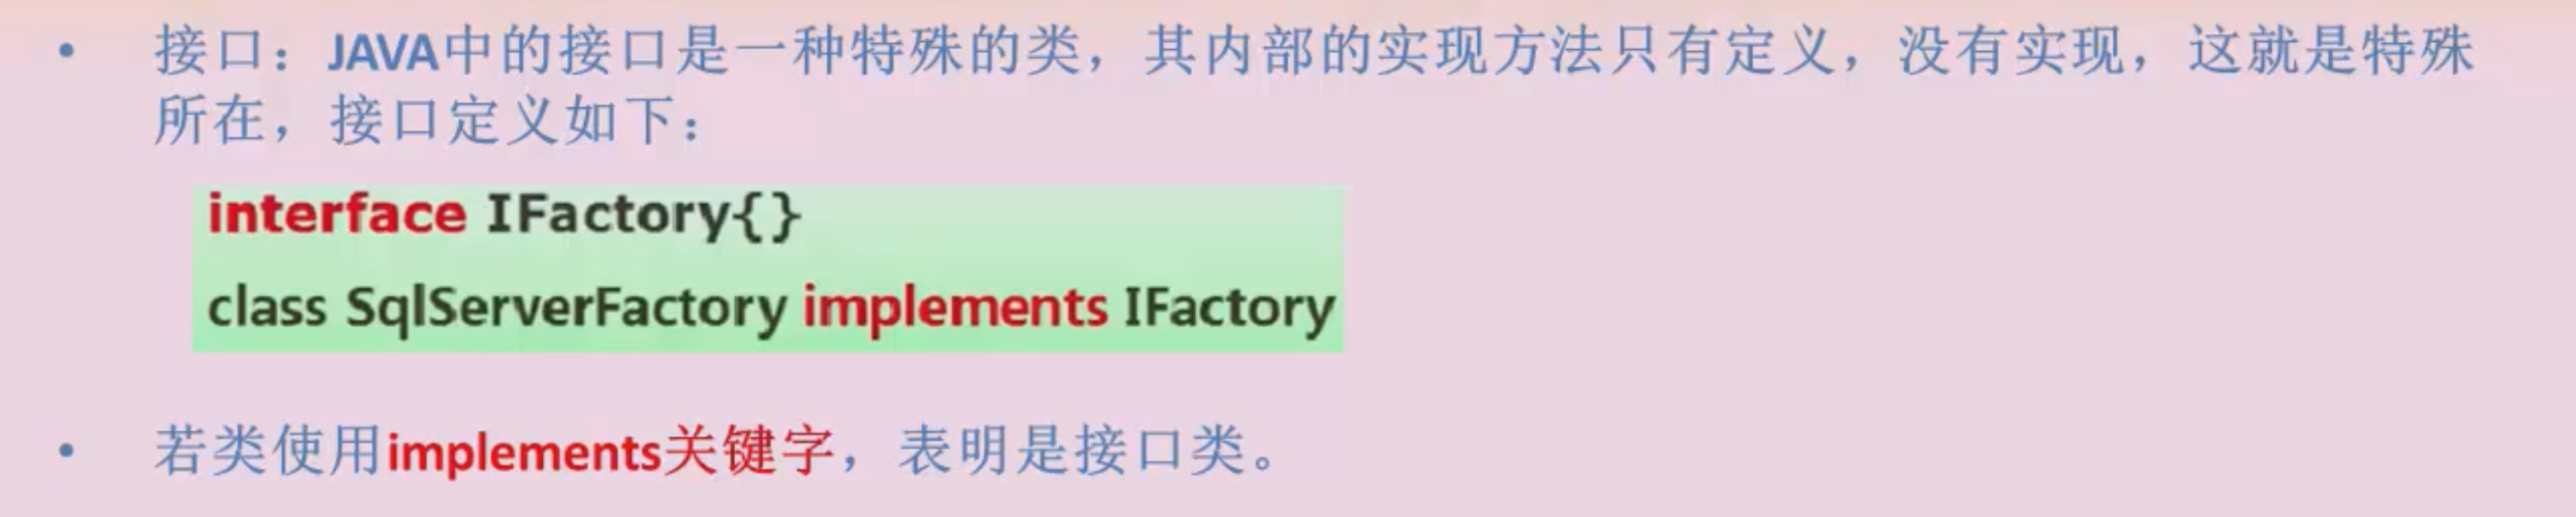 • 接口：JAVA中的接口是一种特殊的类，其内部的实现方法只有定义，没有实现，这就是特殊
所在，接口定义如下：
interface IFactory{}
class SqlServerFactory implements IFactory
• 若类使用implements关键字，表明是接口类。